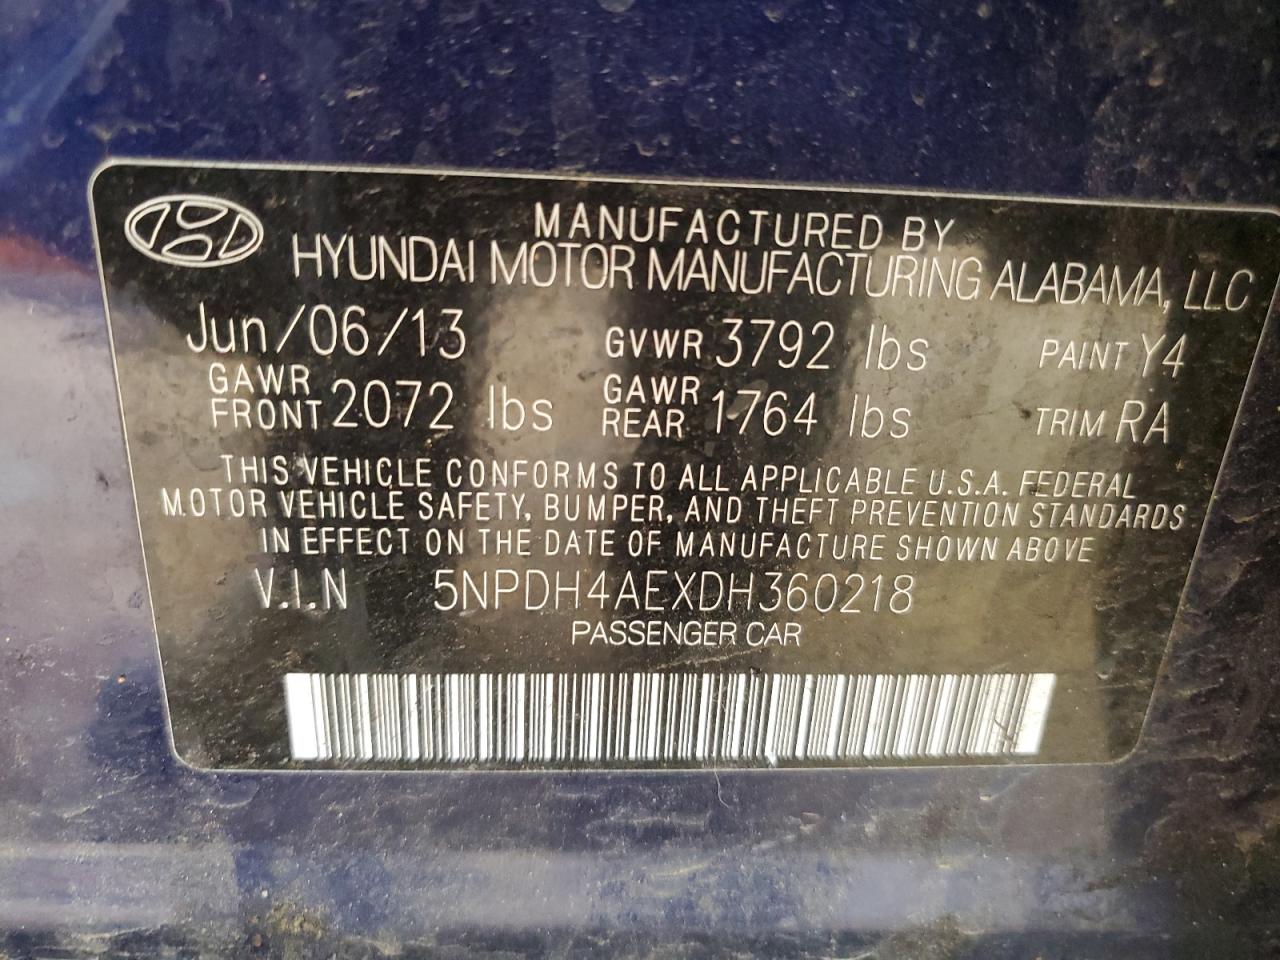 MANUFACTURED BY
HYUNDAI MOTOR MANUFACTURING ALABAMA, LLC
Jun/06/13 GVWR 3792 lbs PAINT Y4
GAWR FRONT 2072 lbs GAWR REAR 1764 lbs TRIM RA
THIS VEHICLE CONFORMS TO ALL APPLICABLE U.S.A. FEDERAL
MOTOR VEHICLE SAFETY, BUMPER, AND THEFT PREVENTION STANDARDS
IN EFFECT ON THE DATE OF MANUFACTURE SHOWN ABOVE
V.I.N 5NPDH4AEXDH360218
PASSENGER CAR